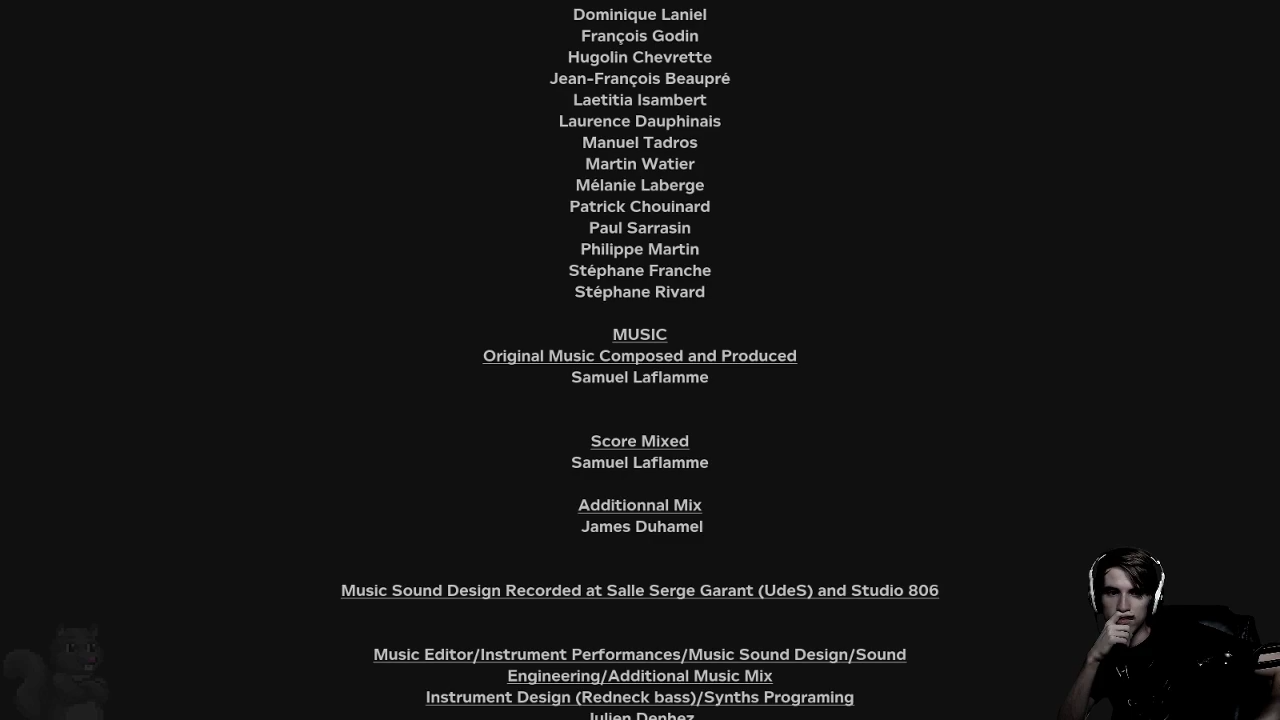 Dominique Laniel
François Godin
Hugolin Chevrette
Jean-François Beaupré
Laetitia Isambert
Laurence Dauphinais
Manuel Tadros
Martin Watier
Mélanie Laberge
Patrick Chouinard
Paul Sarrasin
Philippe Martin
Stéphane Franche
Stéphane Rivard
MUSIC
Original Music Composed and Produced
Samuel Laflamme
Score Mixed
Samuel Laflamme
Additionnal Mix
James Duhamel
Music Sound Design Recorded at Salle Serge Garant (UdeS) and Studio 806
Music Editor/Instrument Performances/Music Sound Design/Sound
Engineering/Additional Music Mix
Instrument Design (Redneck bass)/Synths Programing
Julien